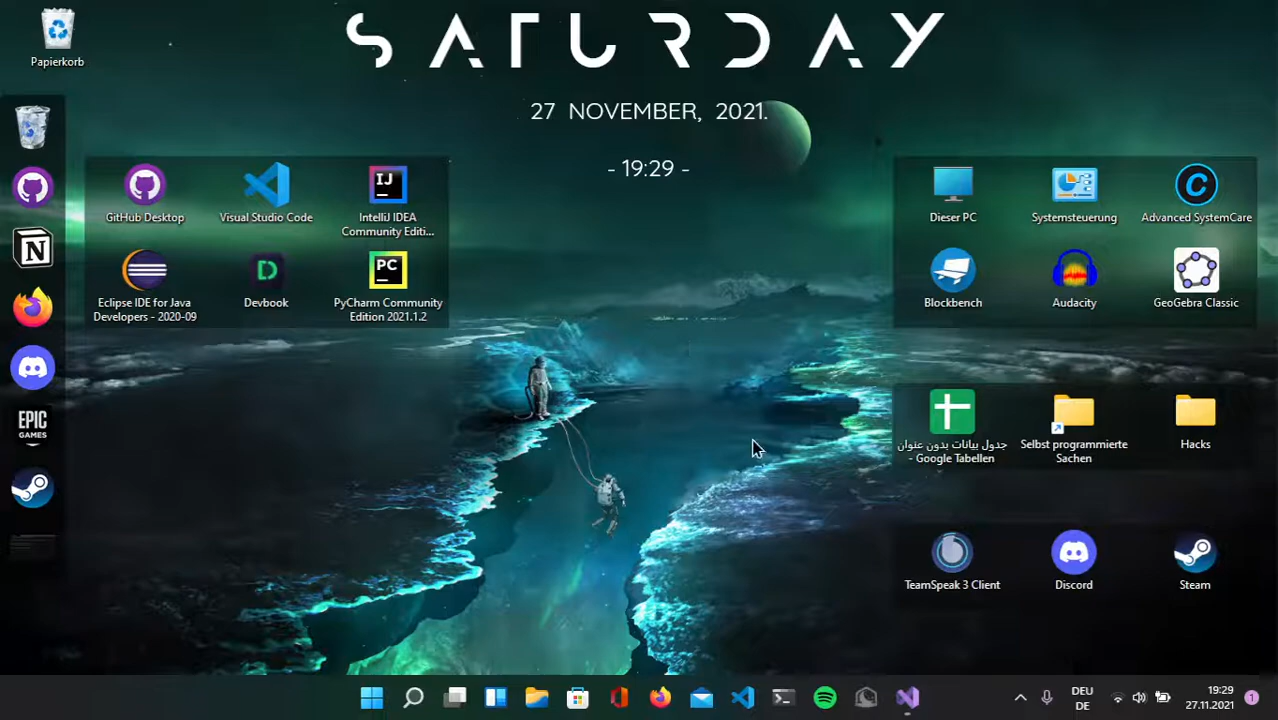 SATURDAY
27 NOVEMBER, 2021.
- 19:29 -
Papierkorb
GitHub Desktop
Visual Studio Code
IJ
IntelliJ IDEA
Community Editi...
Eclipse IDE for Java
Developers - 2020-09
Devbook
PC
PyCharm Community
Edition 2021.1.2
N
EPIC
GAMES
Dieser PC
Systemsteuerung
C
Advanced SystemCare
Blockbench
Audacity
GeoGebra Classic
جدول بيانات بدون عنوان
- Google Tabellen
Selbst programmierte
Sachen
Hacks
TeamSpeak 3 Client
Discord
Steam
DEU
DE
19:29
27.11.2021
1